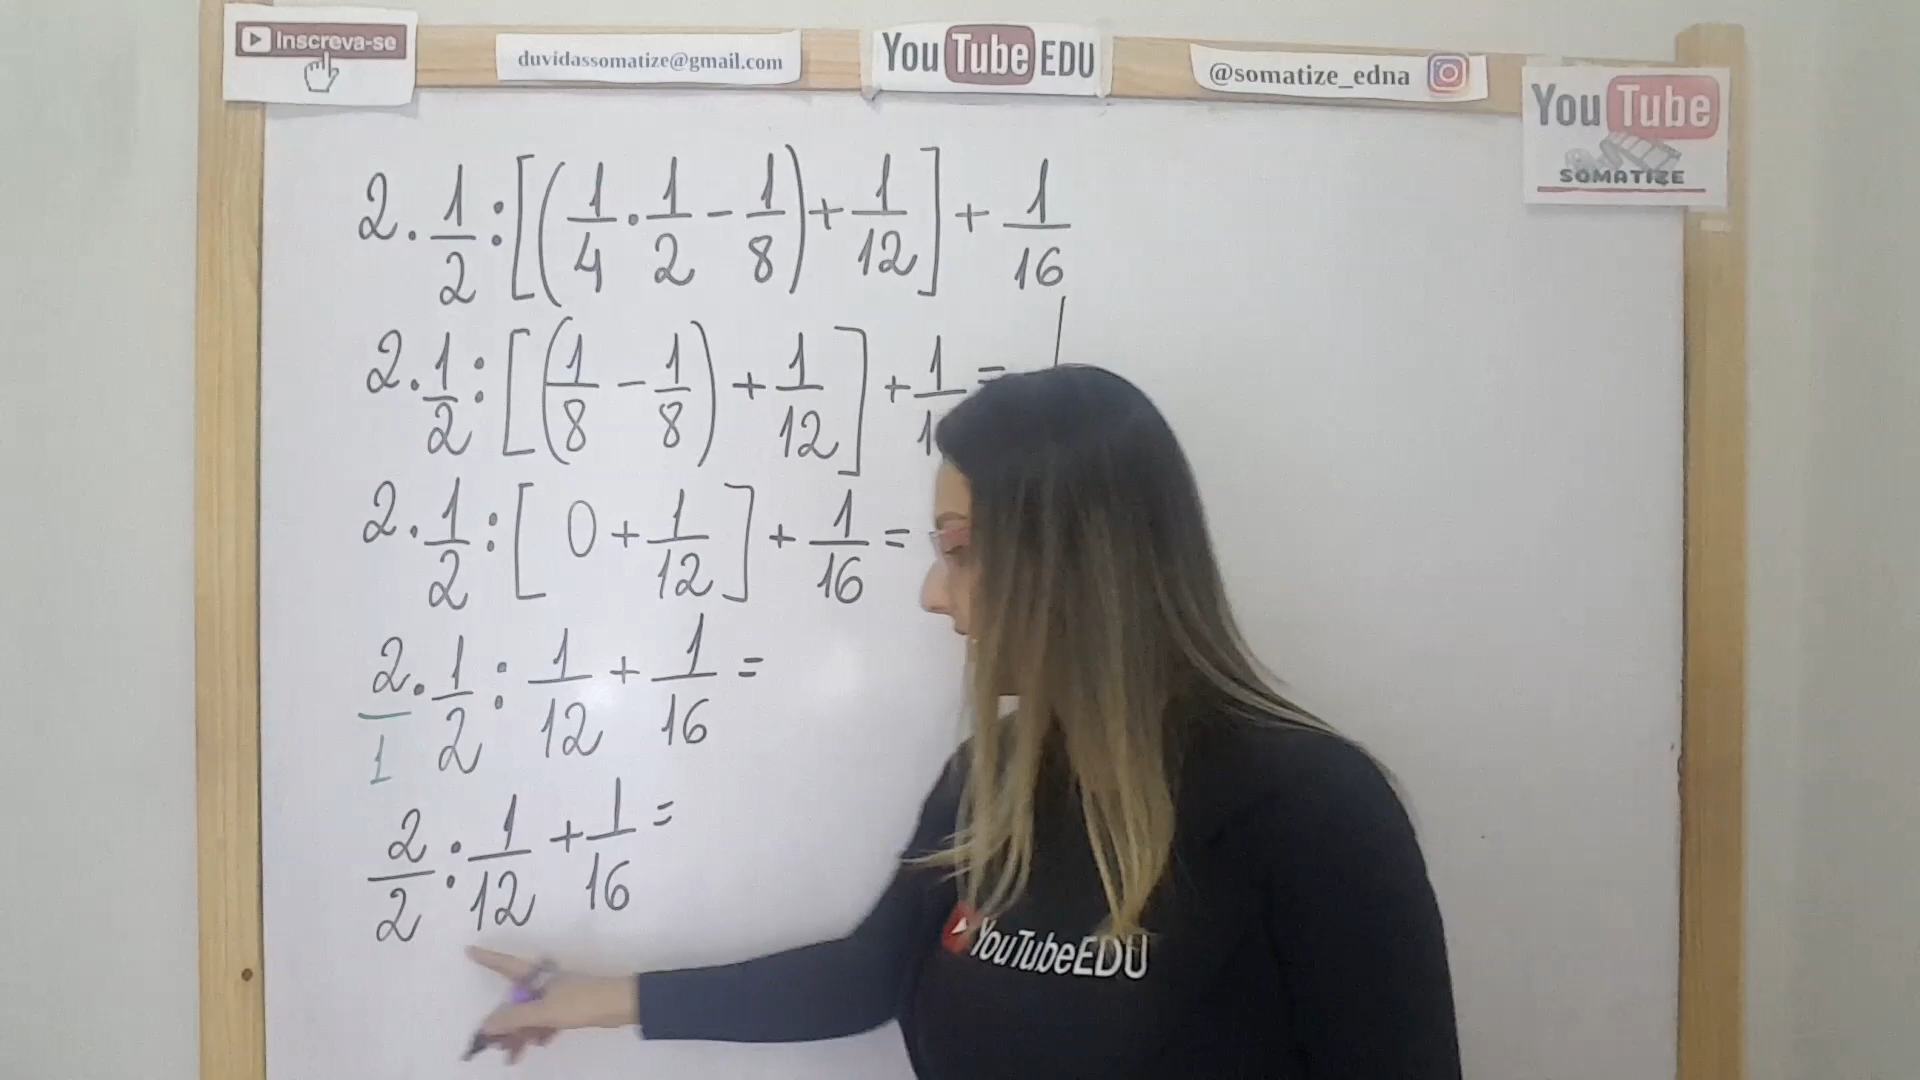 Inscreva-se
duvidassomatize@gmail.com
YouTube EDU
@somatize_edna
YouTube
SOMATIZE
2 · 1/2 : [(1/4 · 1/2 - 1/8) + 1/12] + 1/16
2 · 1/2 : [(1/8 - 1/8) + 1/12] + 1/1 =
2 · 1/2 : [0 + 1/12] + 1/16 =
2/1 · 1/2 : 1/12 + 1/16 =
2/2 : 1/12 + 1/16 =
YouTubeEDU